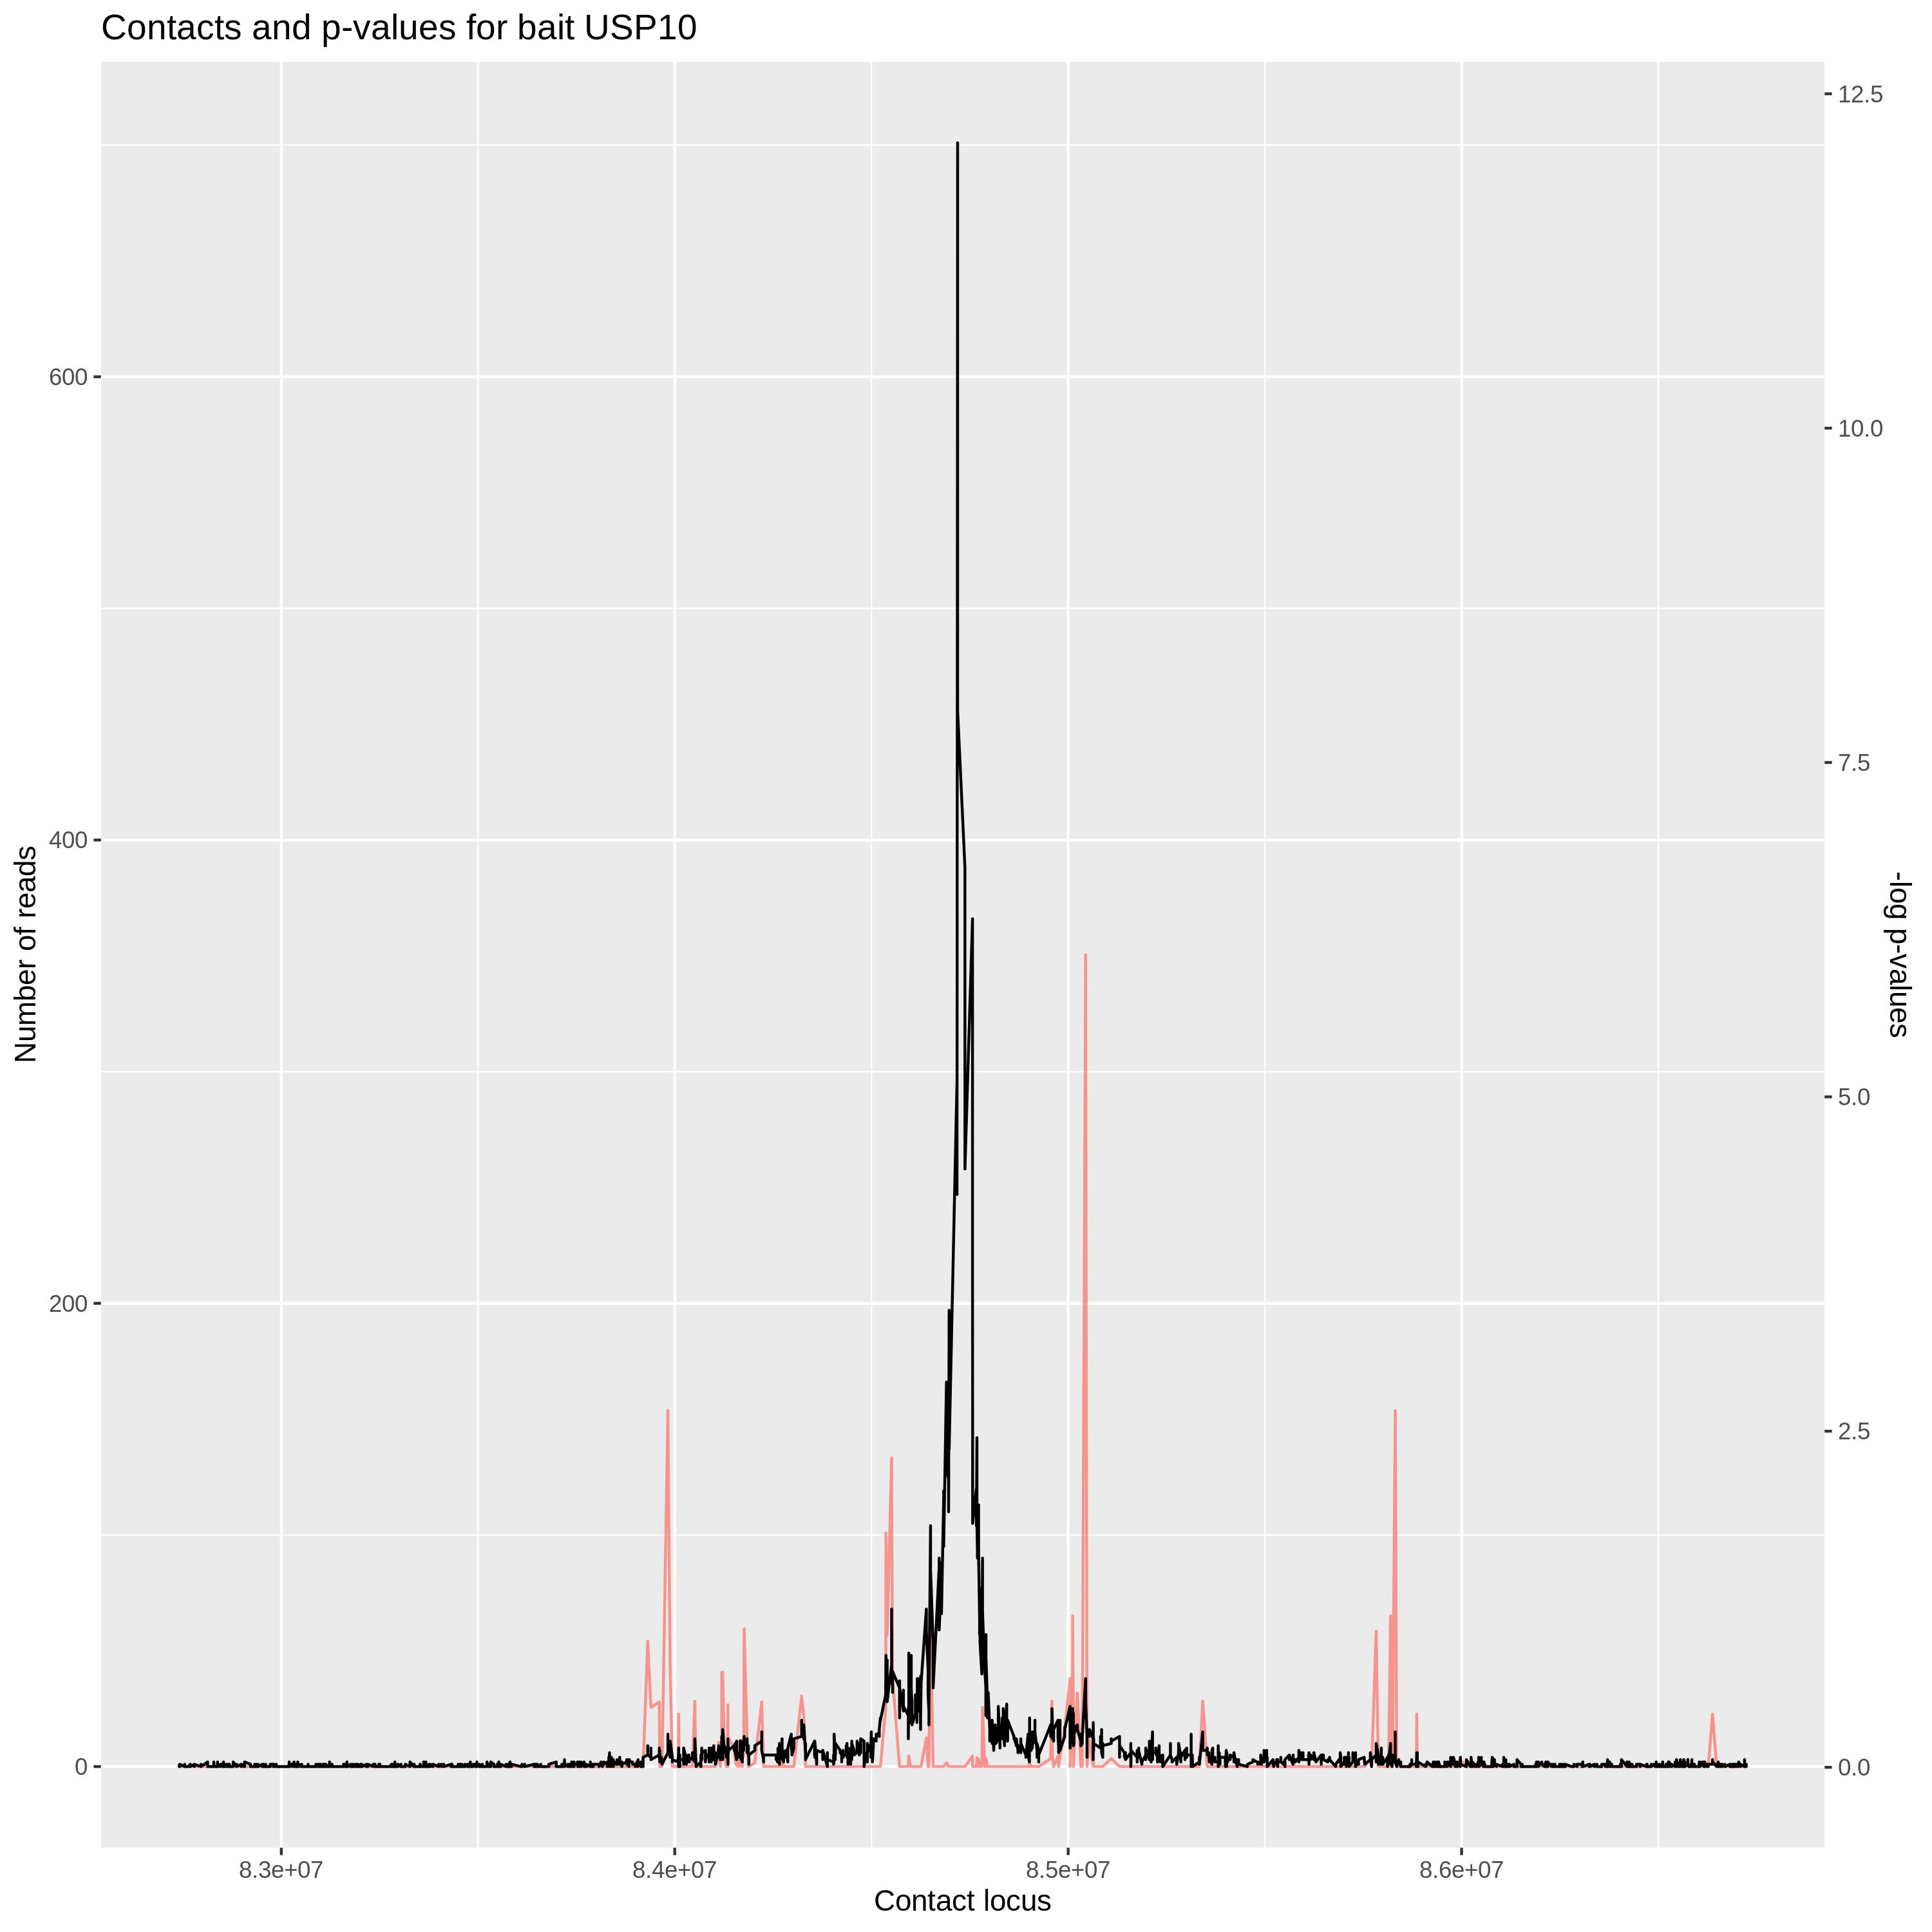 Contacts and p-values for bait USP10
Number of reads
600
400
200
0
12.5
10.0
7.5
5.0
2.5
0.0
-log p-values
8.3e+07
8.4e+07
8.5e+07
8.6e+07
Contact locus